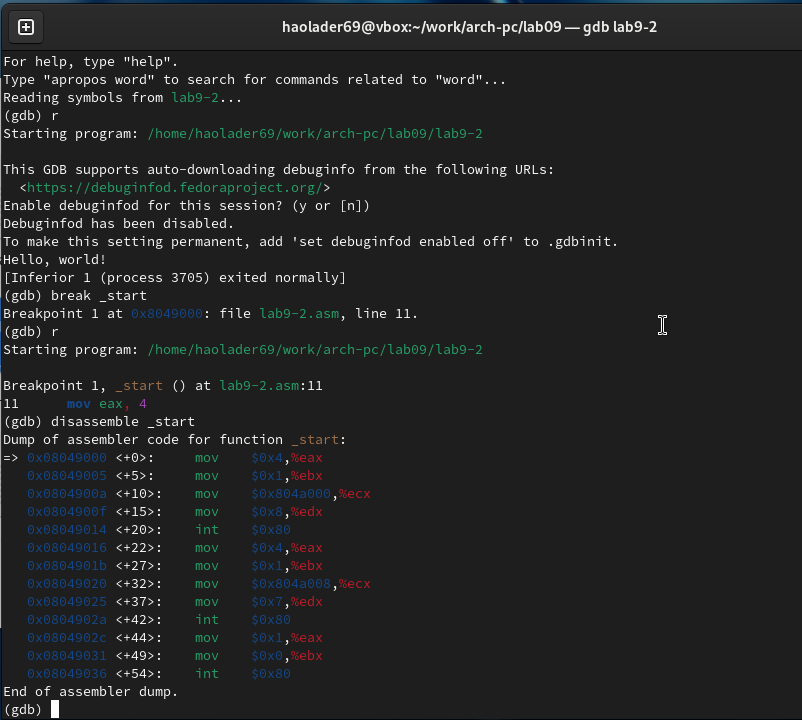 haolader69@vbox:~/work/arch-pc/lab09 — gdb lab9-2
For help, type "help".
Type "apropos word" to search for commands related to "word"...
Reading symbols from lab9-2...
(gdb) r
Starting program: /home/haolader69/work/arch-pc/lab09/lab9-2
This GDB supports auto-downloading debuginfo from the following URLs:
  <https://debuginfod.fedoraproject.org/>
Enable debuginfod for this session? (y or [n])
Debuginfod has been disabled.
To make this setting permanent, add 'set debuginfod enabled off' to .gdbinit.
Hello, world!
[Inferior 1 (process 3705) exited normally]
(gdb) break _start
Breakpoint 1 at 0x8049000: file lab9-2.asm, line 11.
(gdb) r
Starting program: /home/haolader69/work/arch-pc/lab09/lab9-2
Breakpoint 1, _start () at lab9-2.asm:11
11      mov eax, 4
(gdb) disassemble _start
Dump of assembler code for function _start:
=> 0x08049000 <+0>:     mov    $0x4,%eax
   0x08049005 <+5>:     mov    $0x1,%ebx
   0x0804900a <+10>:    mov    $0x804a000,%ecx
   0x0804900f <+15>:    mov    $0x8,%edx
   0x08049014 <+20>:    int    $0x80
   0x08049016 <+22>:    mov    $0x4,%eax
   0x0804901b <+27>:    mov    $0x1,%ebx
   0x08049020 <+32>:    mov    $0x804a008,%ecx
   0x08049025 <+37>:    mov    $0x7,%edx
   0x0804902a <+42>:    int    $0x80
   0x0804902c <+44>:    mov    $0x1,%eax
   0x08049031 <+49>:    mov    $0x0,%ebx
   0x08049036 <+54>:    int    $0x80
End of assembler dump.
(gdb)